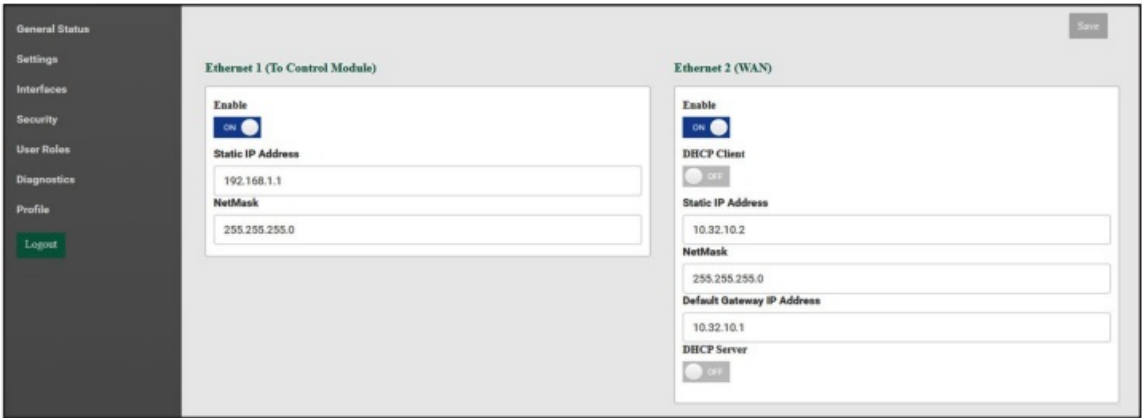 General Status
Settings
Interfaces
Security
User Roles
Diagnostics
Profile
Logout
Save
Ethernet 1 (To Control Module)
Enable
ON
Static IP Address
192.168.1.1
NetMask
255.255.255.0
Ethernet 2 (WAN)
Enable
ON
DHCP Client
OFF
Static IP Address
10.32.10.2
NetMask
255.255.255.0
Default Gateway IP Address
10.32.10.1
DHCP Server
OFF